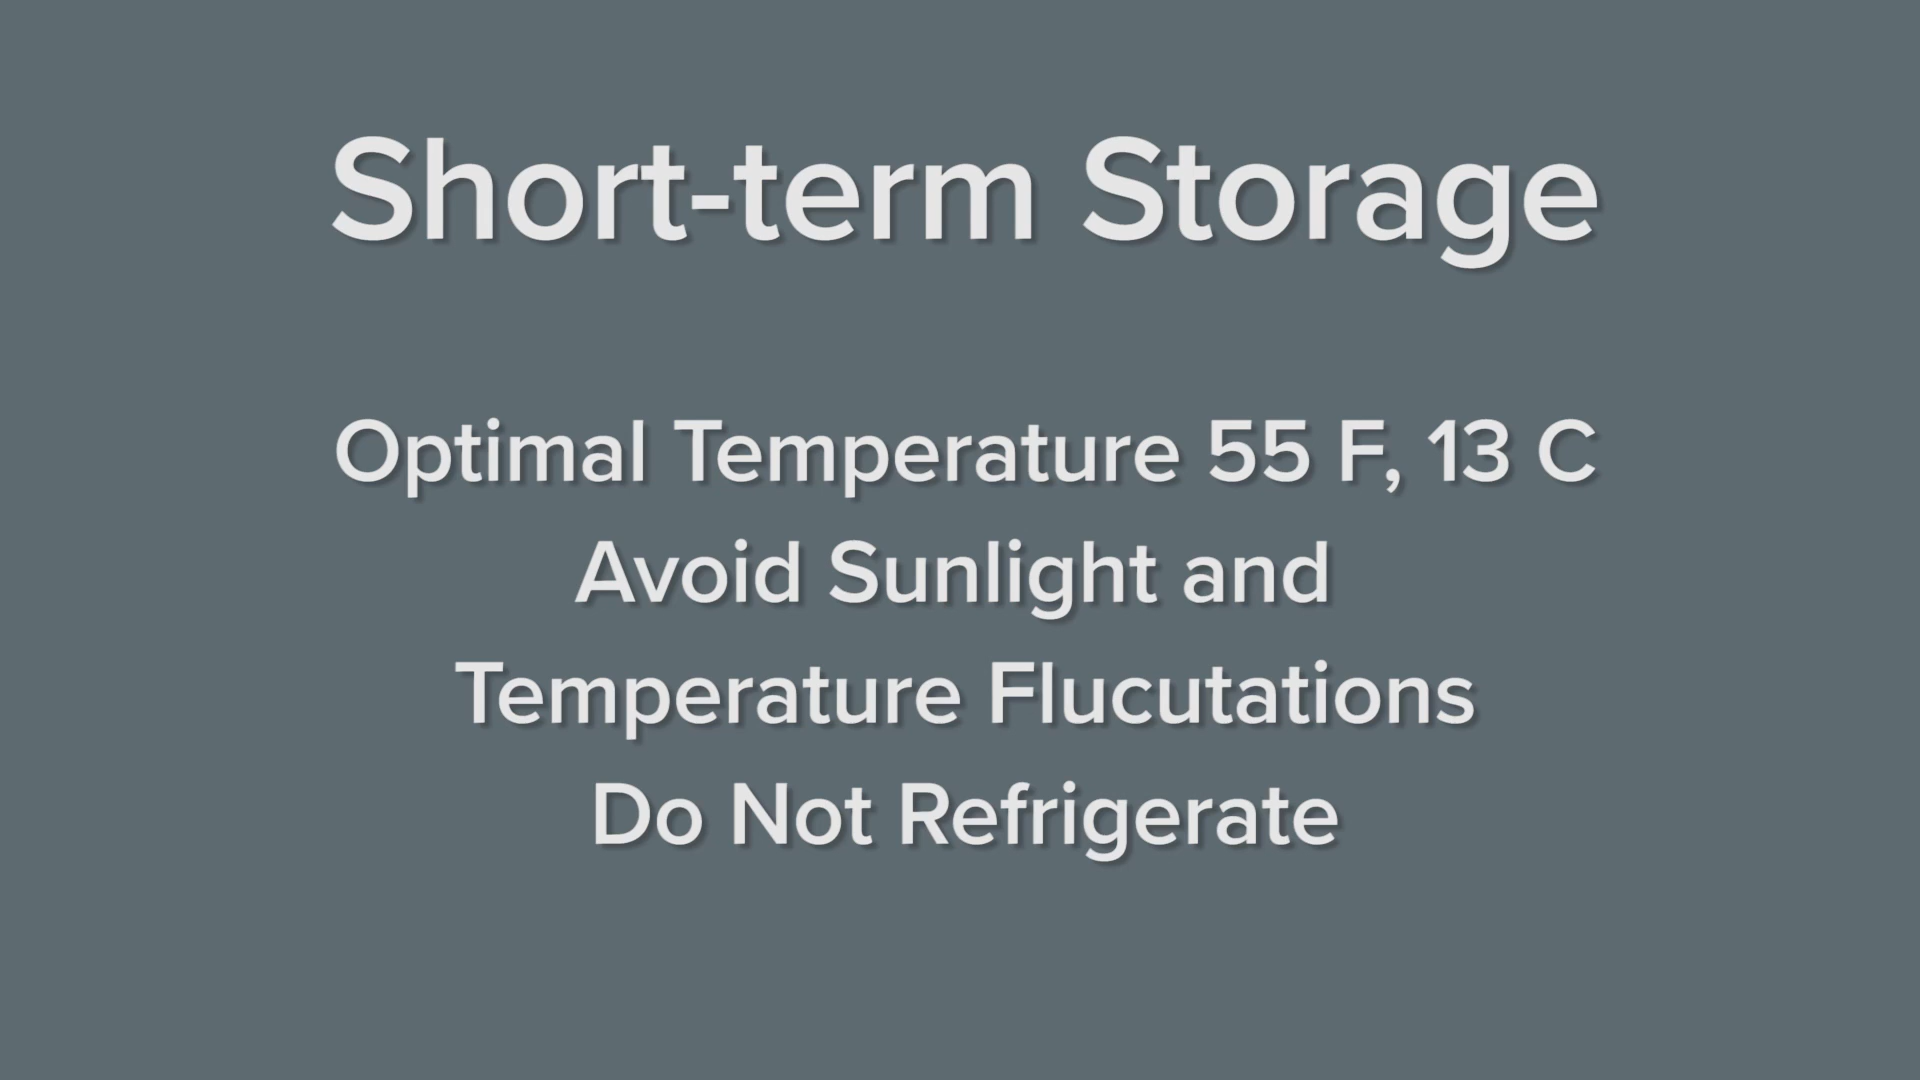 Short-term Storage
Optimal Temperature 55 F, 13 C
Avoid Sunlight and
Temperature Flucutations
Do Not Refrigerate